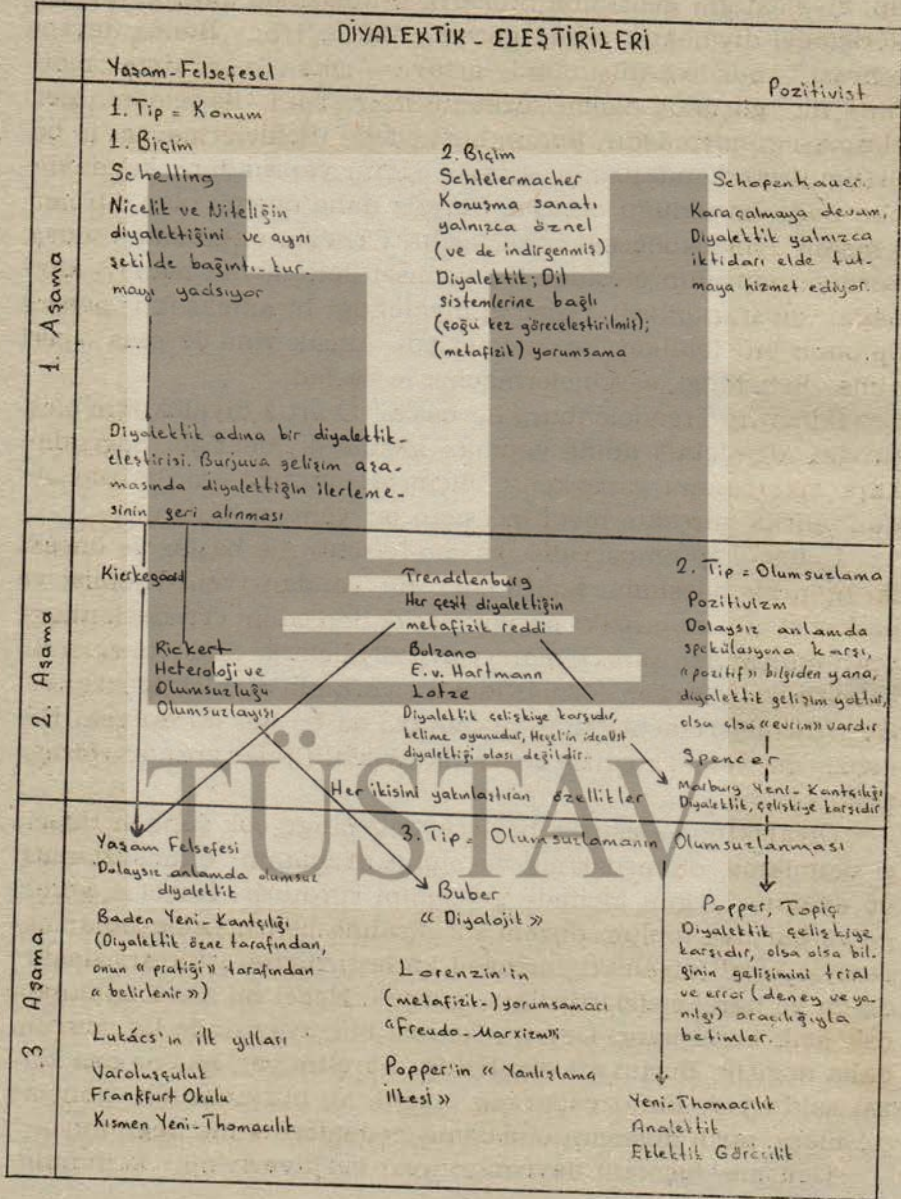 DİYALEKTİK - ELEŞTİRİLERİ
Yaşam-Felsefesel
Pozitivist
1. Aşama
1. Tip = Konum
1. Biçim
Schelling
Nicelik ve Niteliğin
diyalektiğini ve aynı
şekilde bağıntı-kur-
mayı yadsıyor
Diyalektik adına bir diyalektik-
eleştirisi. Burjuva gelişim aşa-
masında diyalektiğin ilerleme-
sinin geri alınması
2. Biçim
Schleiermacher
Konuşma sanatı
yalnızca öznel
(ve de indirgenmiş)
Diyalektik; Dil
sistemlerine bağlı
(çoğu kez görecelestirilmiş);
(metafizik) yorumsama
Schopenhauer.
Karaçalmaya devam,
Diyalektik yalnızca
iktidarı elde tut-
maya hizmet ediyor.
2. Aşama
Kierkegaard
Rickert
Heteroloji ve
Olumsuzluğu
Olumsuzlayışı
Trendelenburg
Her çeşit diyalektiğin
metafizik reddi
Bolzano
E.v. Hartmann
Lotze
Diyalektik çelişkiye karşıdır,
kelime oyunudur, Hegel'in idealist
diyalektiği olası değildir..
Her ikisini yakınlaştıran özellikler
2. Tip = Olumsuzlama
Pozitivizm
Dolaysız anlamda
spekülasyona karşı,
«pozitif» bilgiden yana,
diyalektik gelişim yoktur,
olsa olsa «evrim» vardır
Spencer
Marburg Yeni-Kantçılığı
Diyalektik, çelişkiye karşıdır
3 Aşama
3. Tip = Olumsuzlamanın Olumsuzlanması
Yaşam Felsefesi
Dolaysız anlamda olumsuz
diyalektik
Baden Yeni-Kantçılığı
(Diyalektik özne tarafından,
onun «pratiği» tarafından
«belirlenir»)
Lukács'ın ilk yılları
Varoluşçuluk
Frankfurt Okulu
Kısmen Yeni-Thomacılık
Buber
«Diyalojik»
Lorenzin'in
(metafizik-) yorumsaması
"Freudo-Marxizm»i
Popper'in «Yanlışlama
İlkesi»
Popper, Topiç
Diyalektik çelişkiye
karşıdır, olsa olsa bil-
ginin gelişimini trial
ve error (deney ve ya-
nılgı) aracılığıyla
betimler.
Yeni-Thomacılık
Analektik
Eklektik Görecilik
TÜSTAV